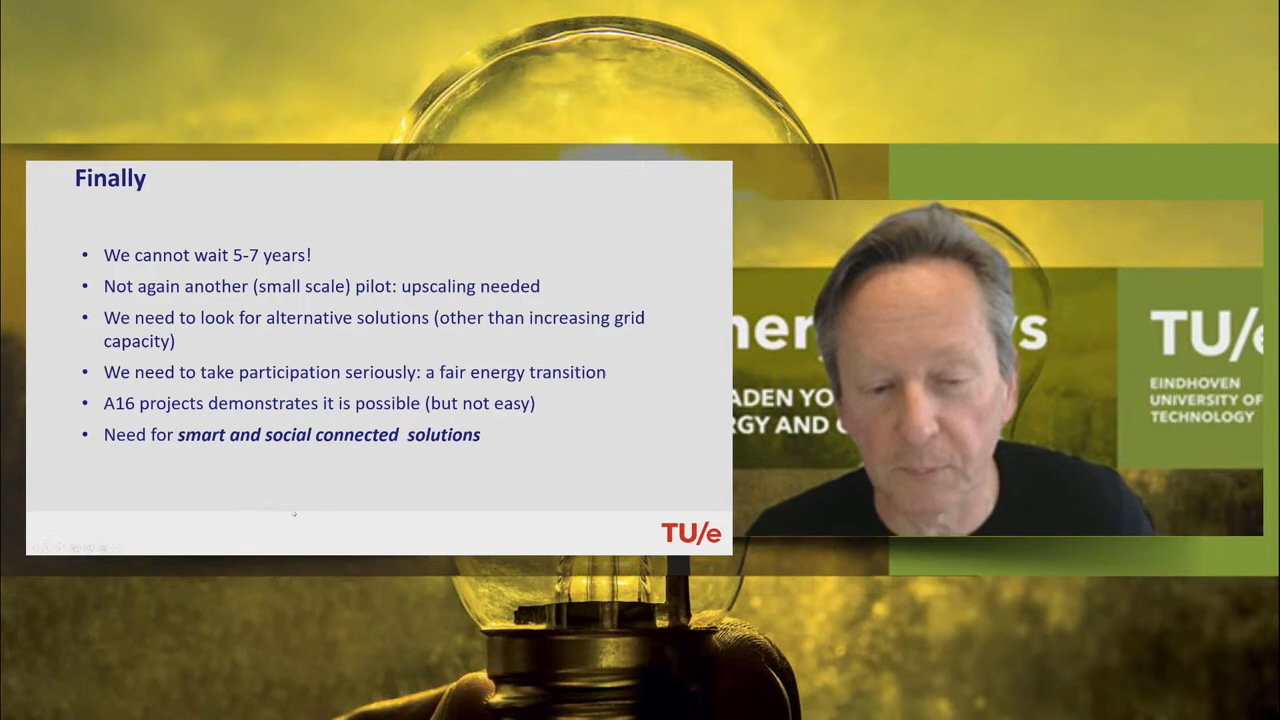 Finally
• We cannot wait 5-7 years!
• Not again another (small scale) pilot: upscaling needed
• We need to look for alternative solutions (other than increasing grid
capacity)
• We need to take participation seriously: a fair energy transition
• A16 projects demonstrates it is possible (but not easy)
• Need for smart and social connected solutions
TU/e
TU/e
EINDHOVEN
UNIVERSITY OF
TECHNOLOGY